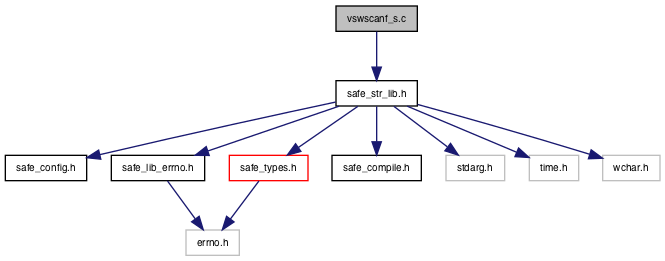 vswscanf_s.c
safe_str_lib.h
safe_config.h
safe_lib_errno.h
safe_types.h
safe_compile.h
stdarg.h
time.h
wchar.h
errno.h